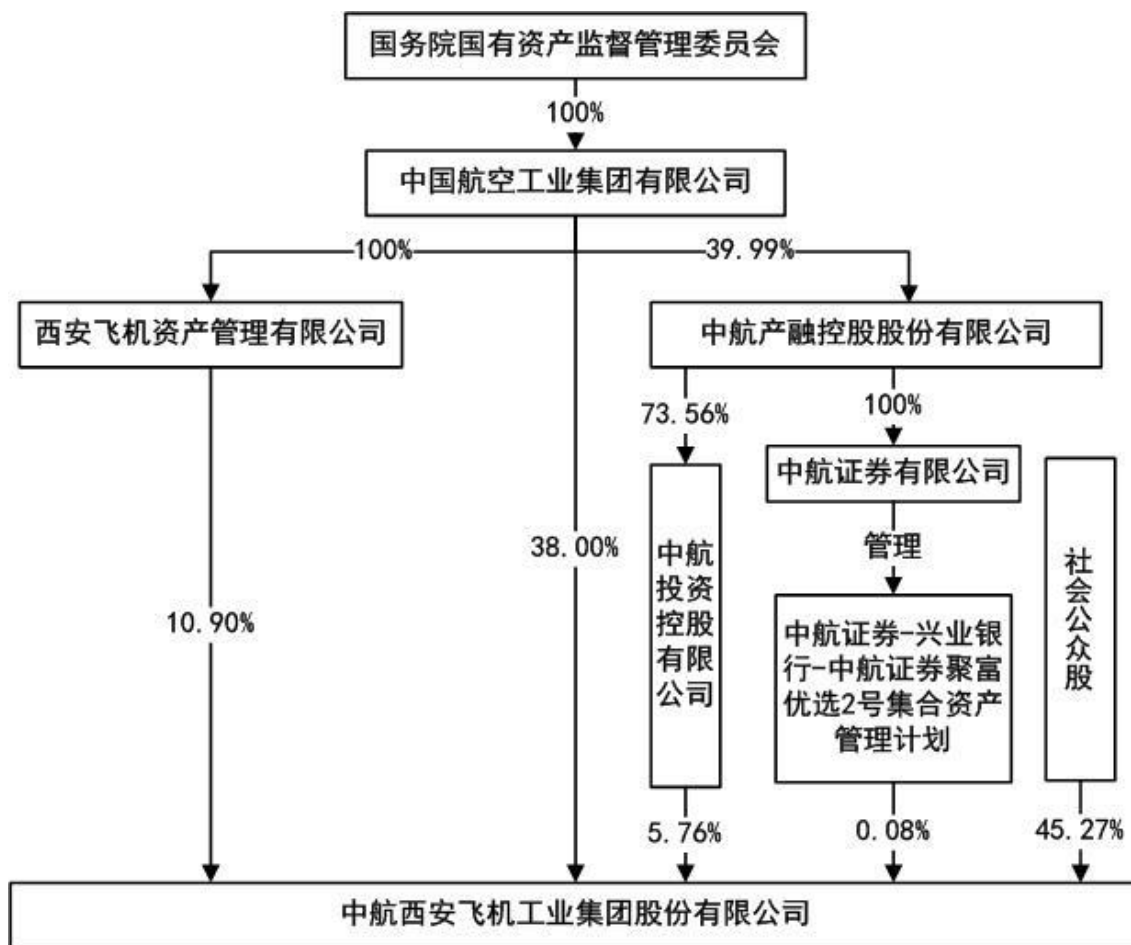 国务院国有资产监督管理委员会
100%
中国航空工业集团有限公司
100%
39.99%
西安飞机资产管理有限公司
中航产融控股股份有限公司
73.56%
100%
中航证券有限公司
38.00%
管理
中航
投资
控股
有限
公司
社会公众股
10.90%
中航证券-兴业银
行-中航证券聚富
优选2号集合资产
管理计划
5.76%
0.08%
45.27%
中航西安飞机工业集团股份有限公司